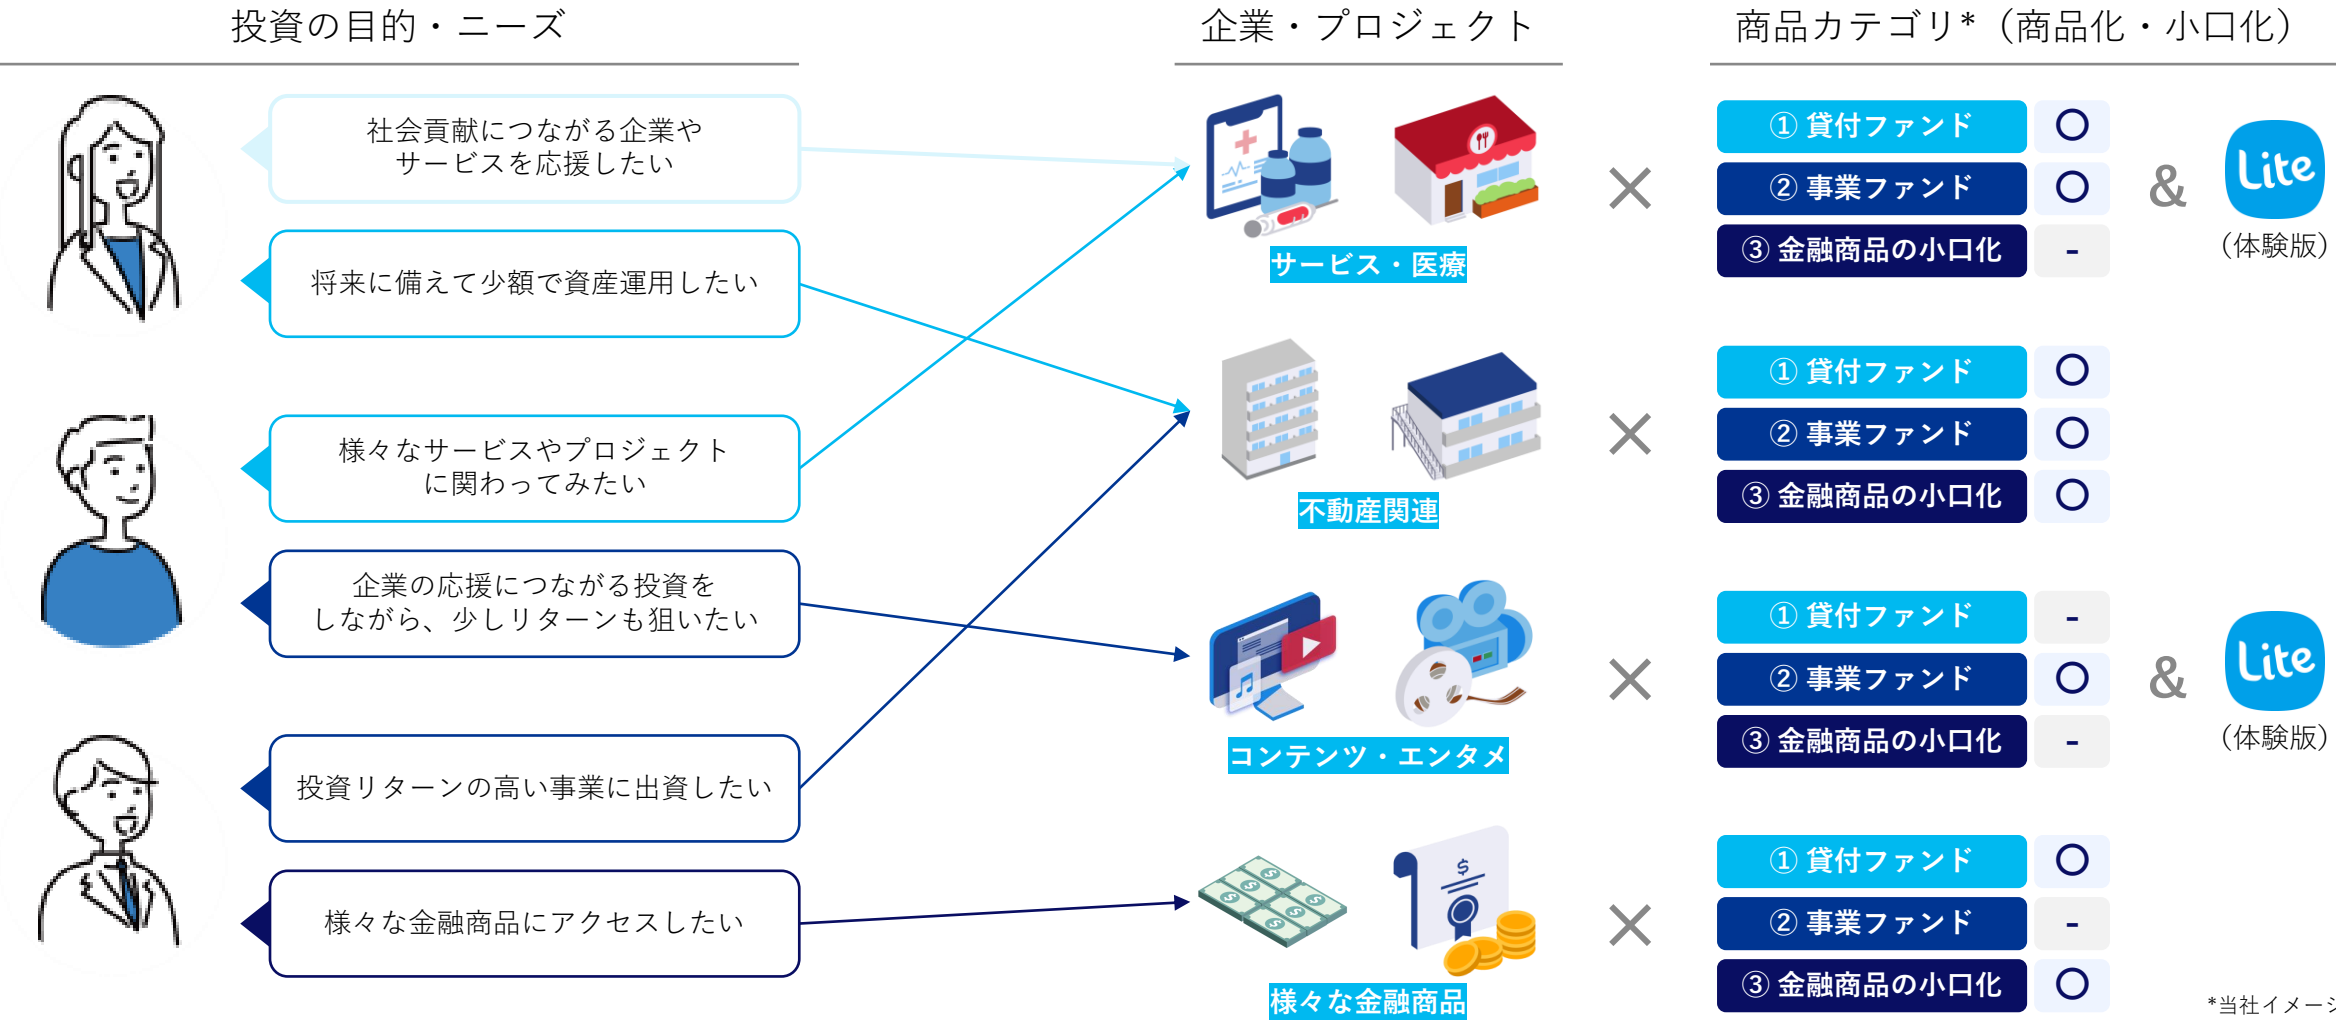 投資の目的・ニーズ
企業・プロジェクト
商品カテゴリ*（商品化・小口化）
社会貢献につながる企業や
サービスを応援したい
将来に備えて少額で資産運用したい
様々なサービスやプロジェクト
に関わってみたい
企業の応援につながる投資を
しながら、少しリターンも狙いたい
投資リターンの高い事業に出資したい
様々な金融商品にアクセスしたい
サービス・医療
不動産関連
コンテンツ・エンタメ
様々な金融商品
×
① 貸付ファンド ○
② 事業ファンド ○
③ 金融商品の小口化 -
&
Lite
（体験版）
×
① 貸付ファンド ○
② 事業ファンド ○
③ 金融商品の小口化 ○
×
① 貸付ファンド -
② 事業ファンド ○
③ 金融商品の小口化 -
&
Lite
（体験版）
×
① 貸付ファンド ○
② 事業ファンド -
③ 金融商品の小口化 ○
*当社イメージ